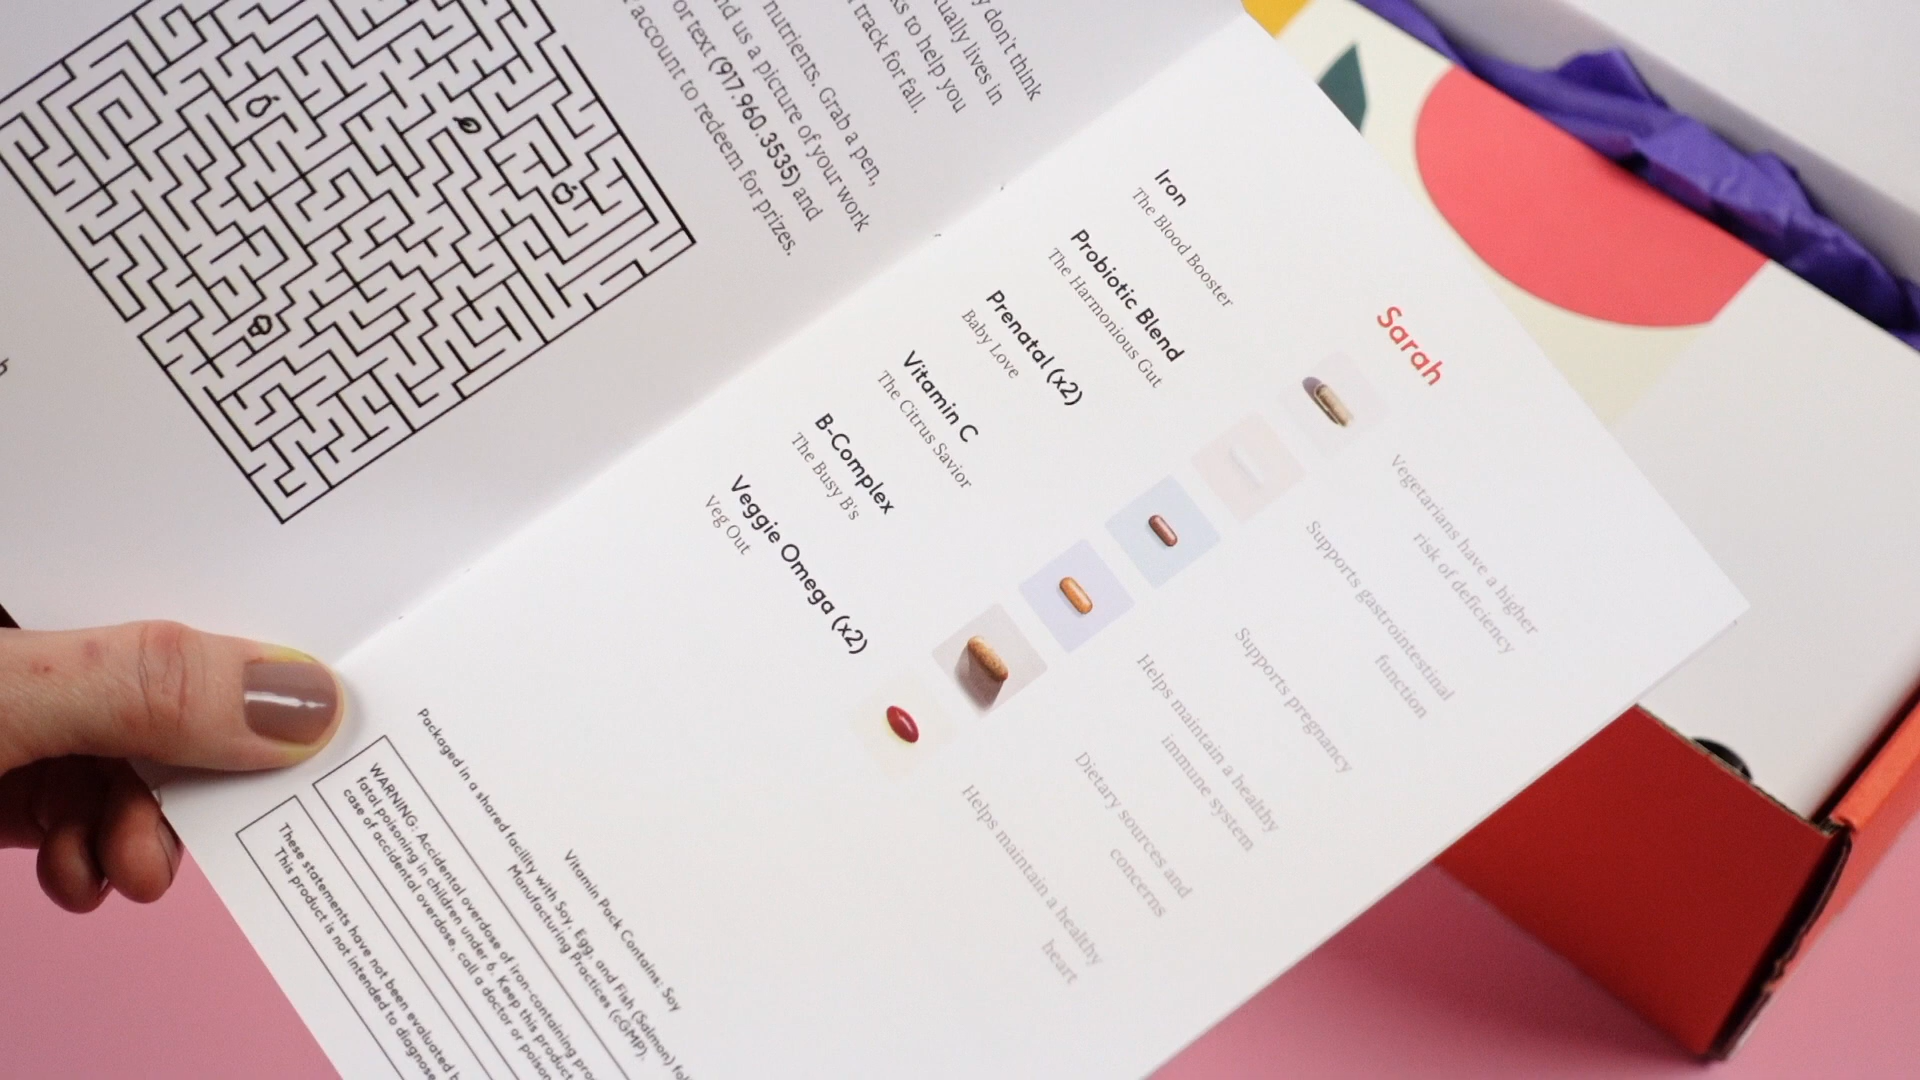 y don't think
tually lives in
ks to help you
track for fall.
nutrients. Grab a pen,
nd us a picture of your work
or text (917.960.3535) and
account to redeem for prizes.
Sarah
Iron
The Blood Booster
Vegetarians have a higher
risk of deficiency
Probiotic Blend
The Harmonious Gut
Supports gastrointestinal
function
Prenatal (x2)
Baby Love
Supports pregnancy
Vitamin C
The Citrus Savior
Helps maintain a healthy
immune system
B-Complex
The Busy B's
Dietary sources and
concerns
Veggie Omega (x2)
Veg Out
Helps maintain a healthy
heart
Vitamin Pack Contains: Soy
Packaged in a shared facility with Soy, Egg, and Fish (Salmon) fol
Manufacturing Practices (cGMP).
WARNING: Accidental overdose of iron-containing pro
fatal poisoning in children under 6. Keep this product
case of accidental overdose, call a doctor or poison
These statements have not been evaluated b
This product is not intended to diagnose